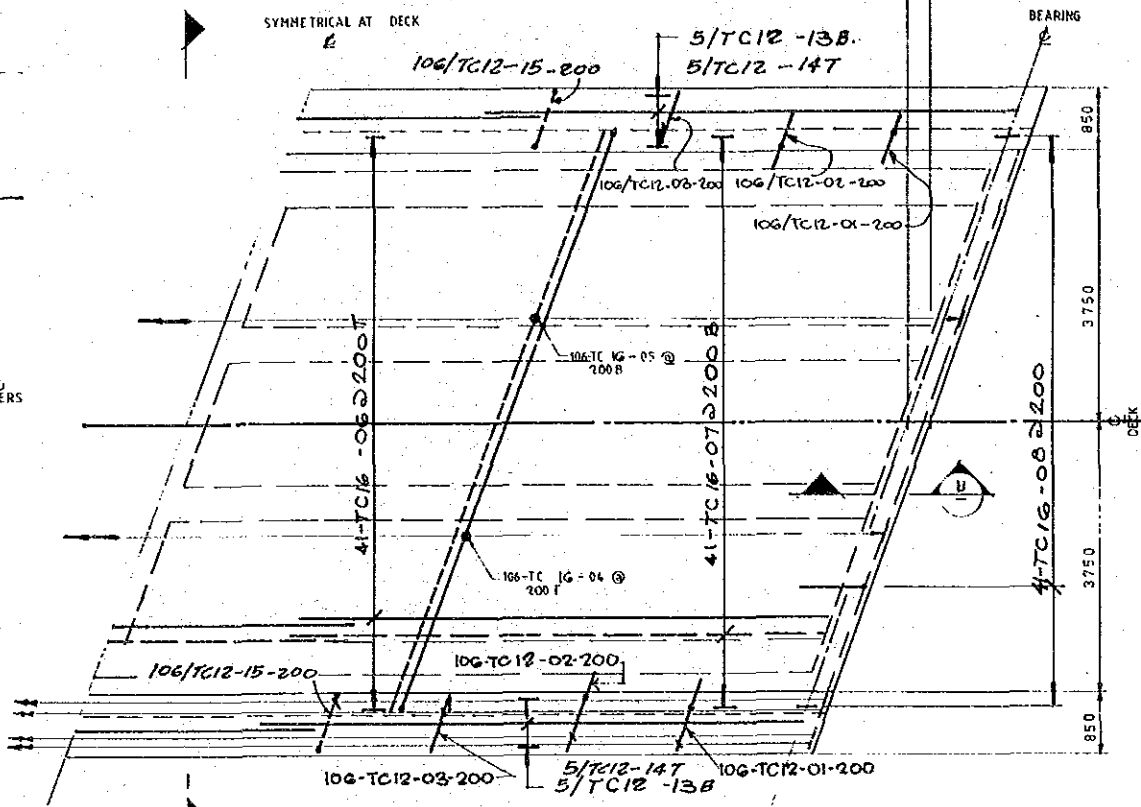 SYMMETRICAL AT DECK
℄
BEARING
℄
5/TC12 -13B.
5/TC12 -14T
106/TC12-15-200
850
106/TC12-03-200
106/TC12-02-200
106/TC12-01-200
3750
ERS
106-TC 16 - 05 @
200 B
41-TC16 -06@200T
41-TC16-07@200B
41-TC16-08@200
℄
DECK
B
106-TC 16 - 04 @
200 T
3750
106/TC12-15-200
106-TC12-02-200
850
106-TC12-03-200
5/TC12-14T
5/TC12 -13B
106-TC12-01-200